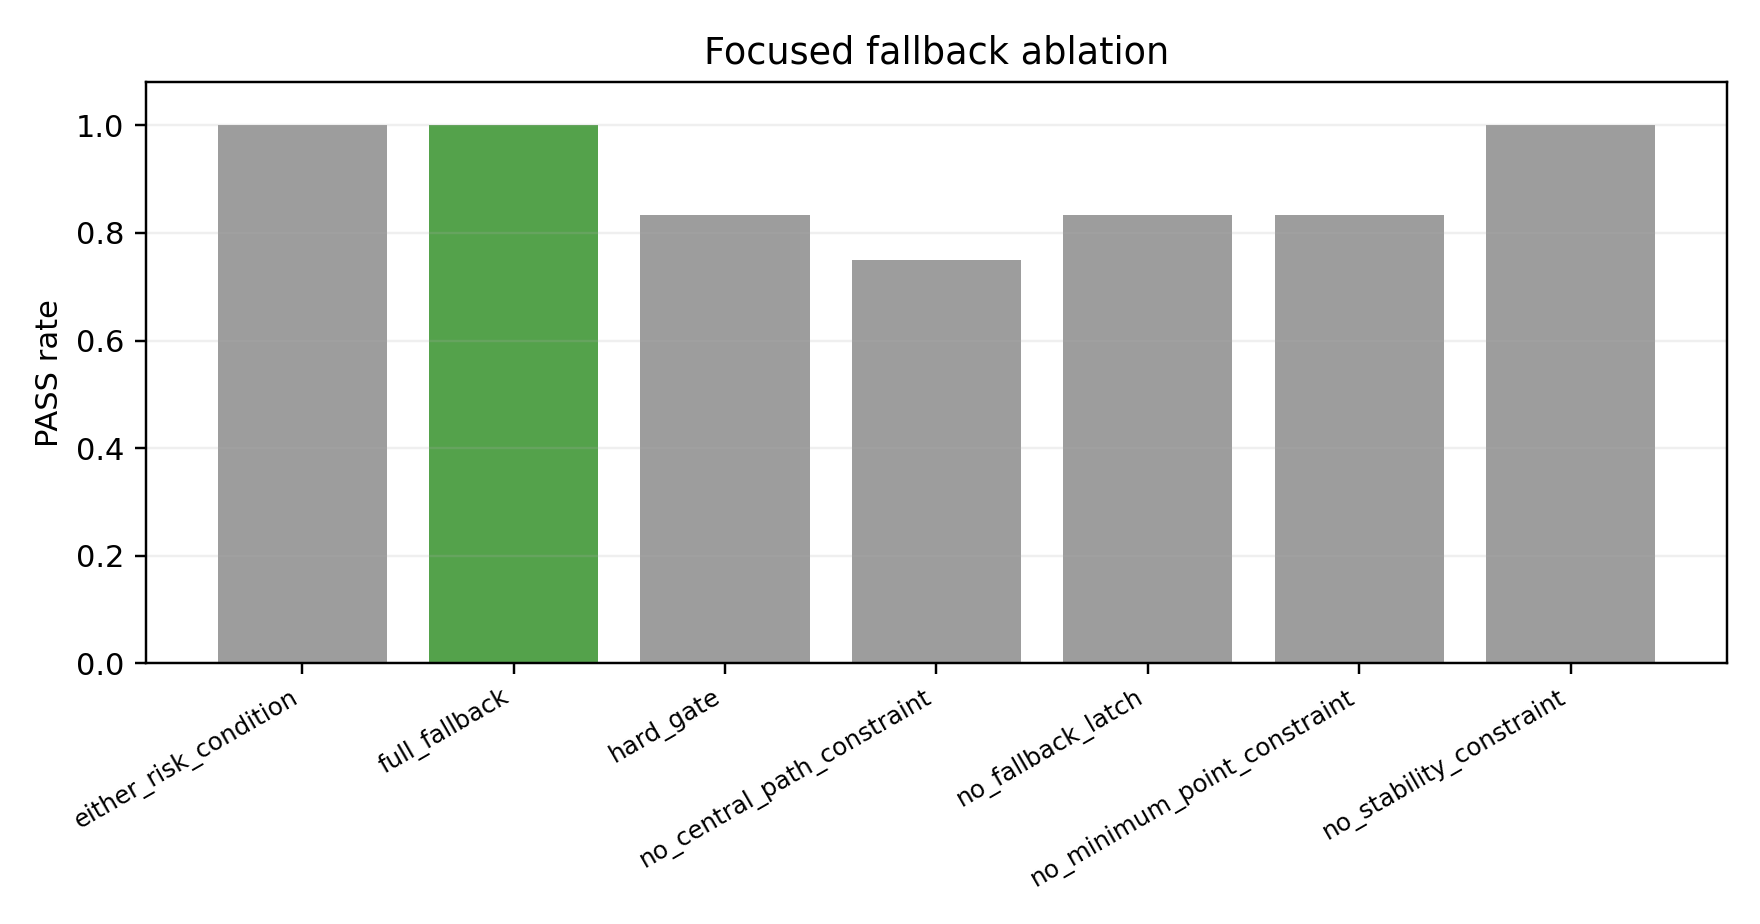 Focused fallback ablation
PASS rate
1.0
0.8
0.6
0.4
0.2
0.0
either_risk_condition
full_fallback
hard_gate
no_central_path_constraint
no_fallback_latch
no_minimum_point_constraint
no_stability_constraint